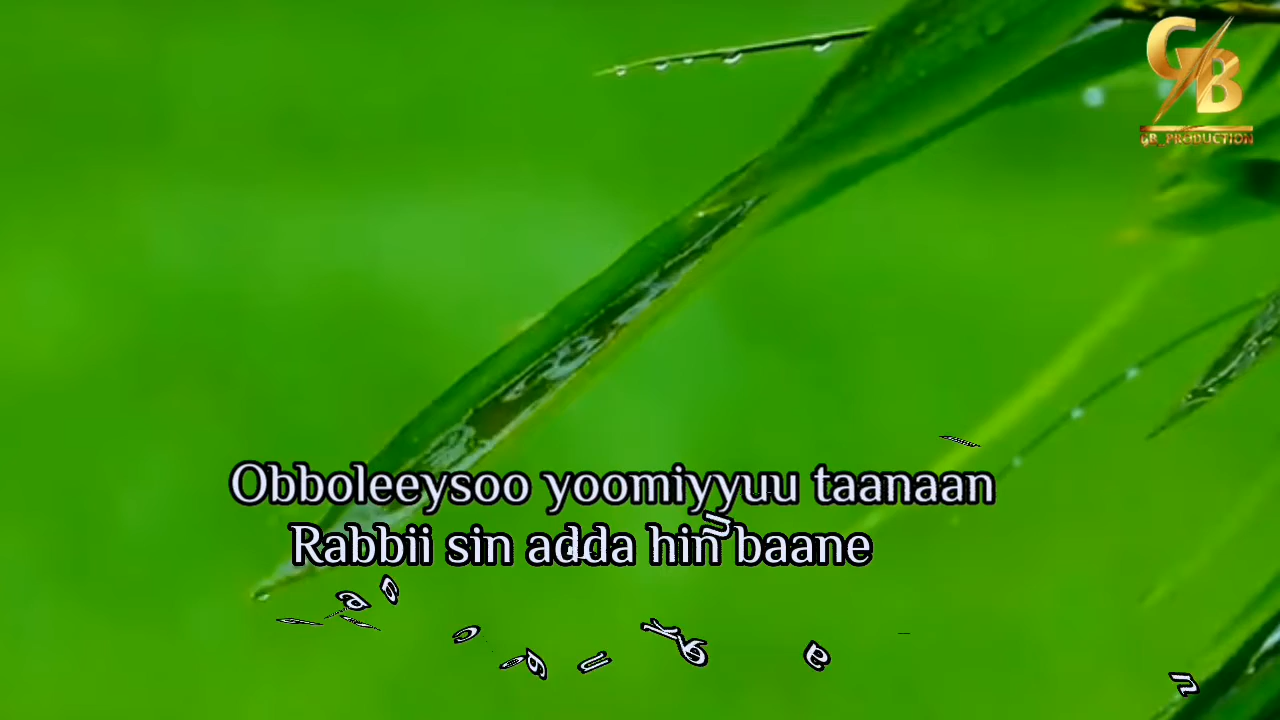 GB
GB_PRODUCTION
Obboleeysoo yoomiyyuu taanaan
Rabbii sin adda hin baane